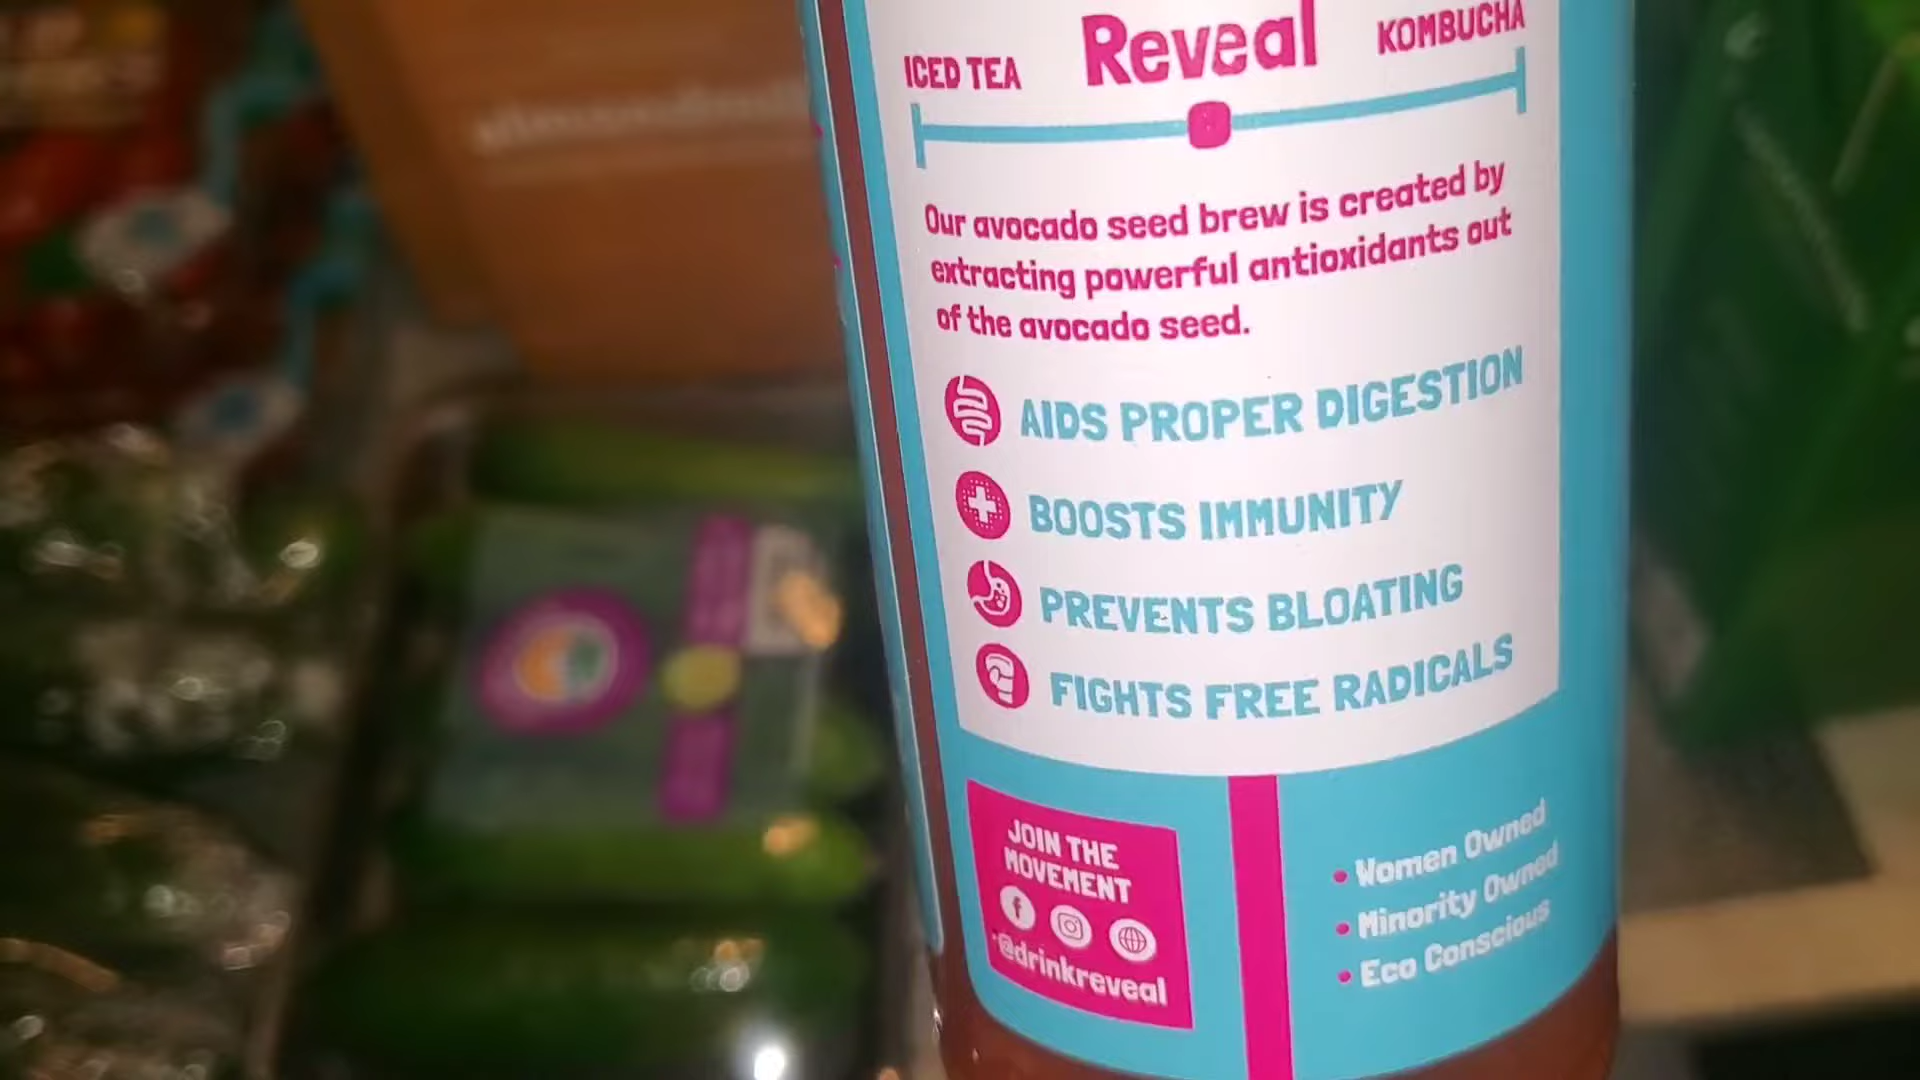 ICED TEA Reveal KOMBUCHA
Our avocado seed brew is created by
extracting powerful antioxidants out
of the avocado seed.
AIDS PROPER DIGESTION
BOOSTS IMMUNITY
PREVENTS BLOATING
FIGHTS FREE RADICALS
JOIN THE
MOVEMENT
@drinkreveal
• Women Owned
• Minority Owned
• Eco Conscious